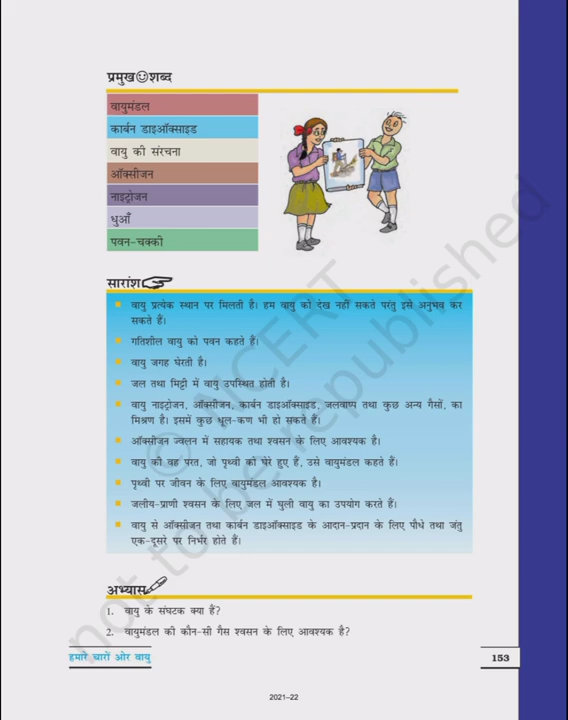 प्रमुख शब्द
वायुमंडल
कार्बन डाइऑक्साइड
वायु की संरचना
ऑक्सीजन
नाइट्रोजन
धुआँ
पवन-चक्की
सारांश
वायु प्रत्येक स्थान पर मिलती है। हम वायु को देख नहीं सकते परंतु इसे अनुभव कर
सकते हैं।
गतिशील वायु को पवन कहते हैं।
वायु जगह घेरती है।
जल तथा मिट्टी में वायु उपस्थित होती है।
वायु नाइट्रोजन, ऑक्सीजन, कार्बन डाइऑक्साइड, जलवाष्प तथा कुछ अन्य गैसों, का
मिश्रण है। इसमें कुछ धूल-कण भी हो सकते हैं।
ऑक्सीजन ज्वलन में सहायक तथा श्वसन के लिए आवश्यक है।
वायु की वह परत, जो पृथ्वी को घेरे हुए है, उसे वायुमंडल कहते हैं।
पृथ्वी पर जीवन के लिए वायुमंडल आवश्यक है।
जलीय-प्राणी श्वसन के लिए जल में घुली वायु का उपयोग करते हैं।
वायु से ऑक्सीजन तथा कार्बन डाइऑक्साइड के आदान-प्रदान के लिए पौधे तथा जंतु
एक-दूसरे पर निर्भर होते हैं।
अभ्यास
1. वायु के संघटक क्या हैं?
2. वायुमंडल की कौन-सी गैस श्वसन के लिए आवश्यक है?
हमारे चारों ओर वायु
153
2021–22
© NCERT
not to be republished